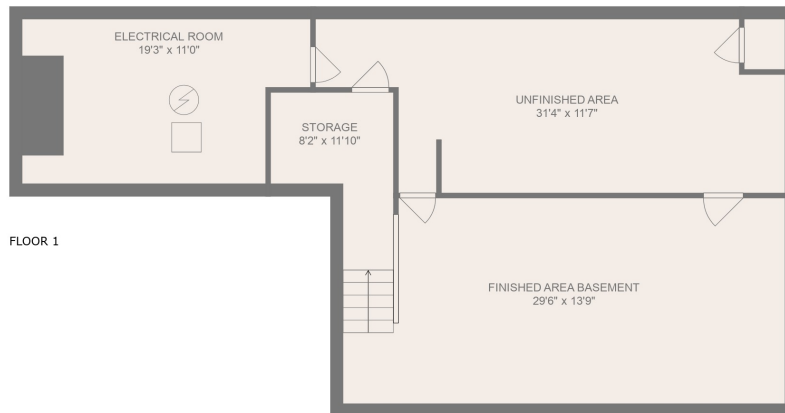 ELECTRICAL ROOM
19'3" x 11'0"
UNFINISHED AREA
31'4" x 11'7"
STORAGE
8'2" x 11'10"
FLOOR 1
FINISHED AREA BASEMENT
29'6" x 13'9"